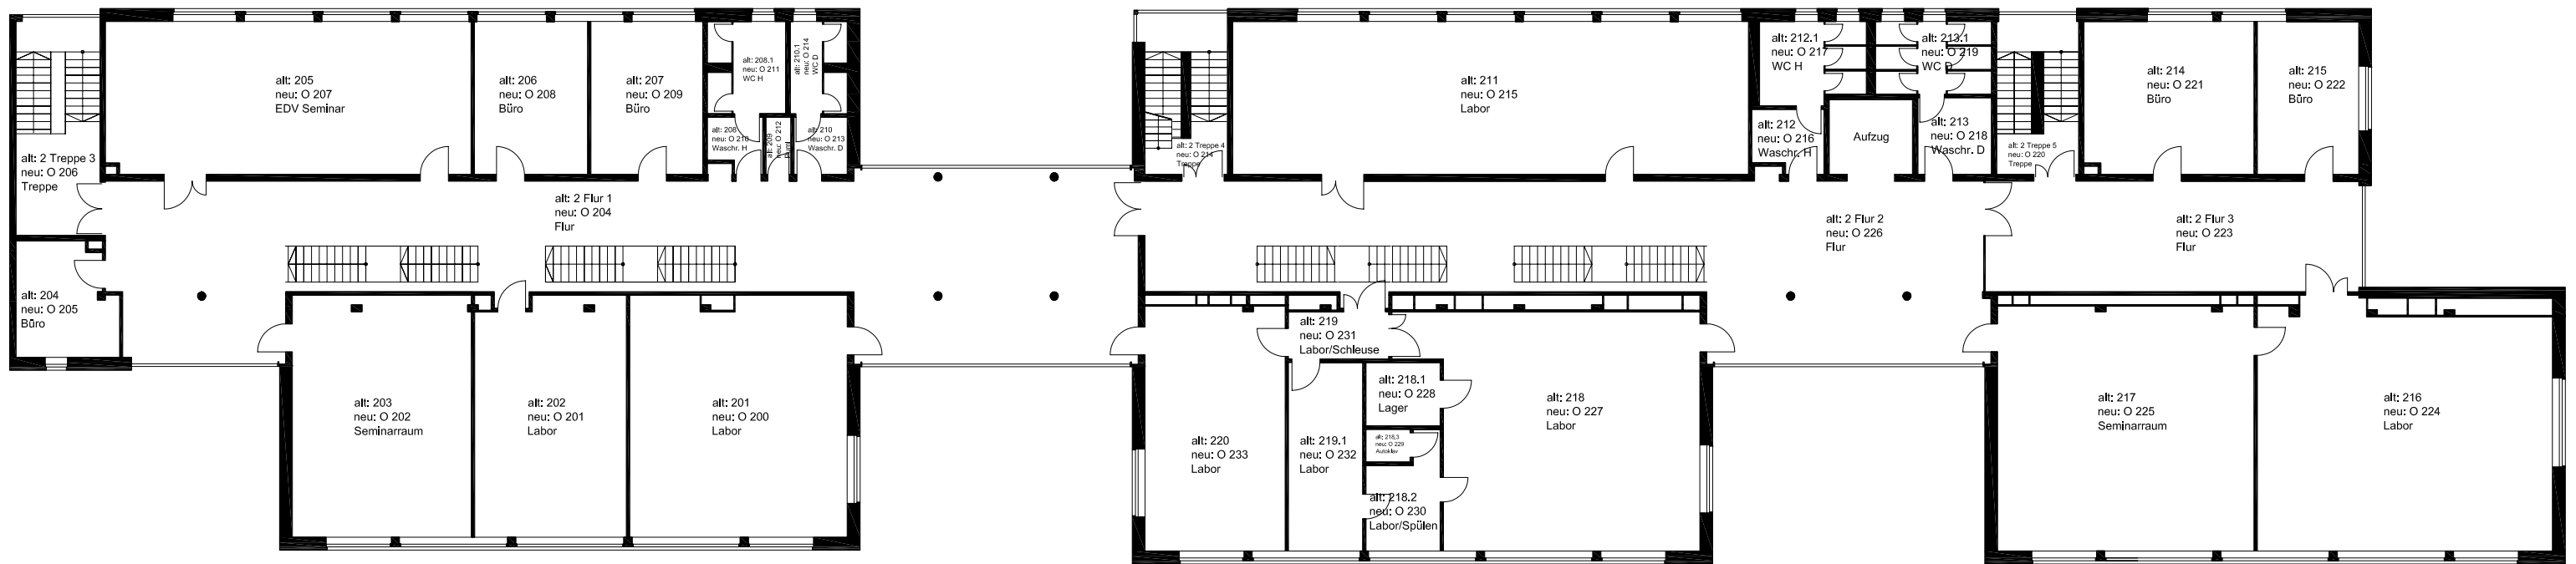 alt: 2 Treppe 3
neu: O 206
Treppe
alt: 205
neu: O 207
EDV Seminar
alt: 206
neu: O 208
Büro
alt: 207
neu: O 209
Büro
alt: 208.1
neu: O 211
WC H
alt: 210.1
neu: O 214
WC D
alt: 208
neu: O 210
Waschr. H
alt: 209
neu: O 212
alt: 210
neu: O 213
Waschr. D
alt: 2 Flur 1
neu: O 204
Flur
alt: 204
neu: O 205
Büro
alt: 203
neu: O 202
Seminarraum
alt: 202
neu: O 201
Labor
alt: 201
neu: O 200
Labor
alt: 2 Treppe 4
neu: O 214
Treppe
alt: 211
neu: O 215
Labor
alt: 212.1
neu: O 217
WC H
alt: 213.1
neu: O 219
WC D
alt: 212
neu: O 216
Waschr. H
Aufzug
alt: 213
neu: O 218
Waschr. D
alt: 2 Treppe 5
neu: O 220
Treppe
alt: 214
neu: O 221
Büro
alt: 215
neu: O 222
Büro
alt: 2 Flur 2
neu: O 226
Flur
alt: 2 Flur 3
neu: O 223
Flur
alt: 219
neu: O 231
Labor/Schleuse
alt: 220
neu: O 233
Labor
alt: 219.1
neu: O 232
Labor
alt: 218.1
neu: O 228
Lager
alt: 218,3
neu: O 229
Autoklav
alt: 218.2
neu: O 230
Labor/Spülen
alt: 218
neu: O 227
Labor
alt: 217
neu: O 225
Seminarraum
alt: 216
neu: O 224
Labor